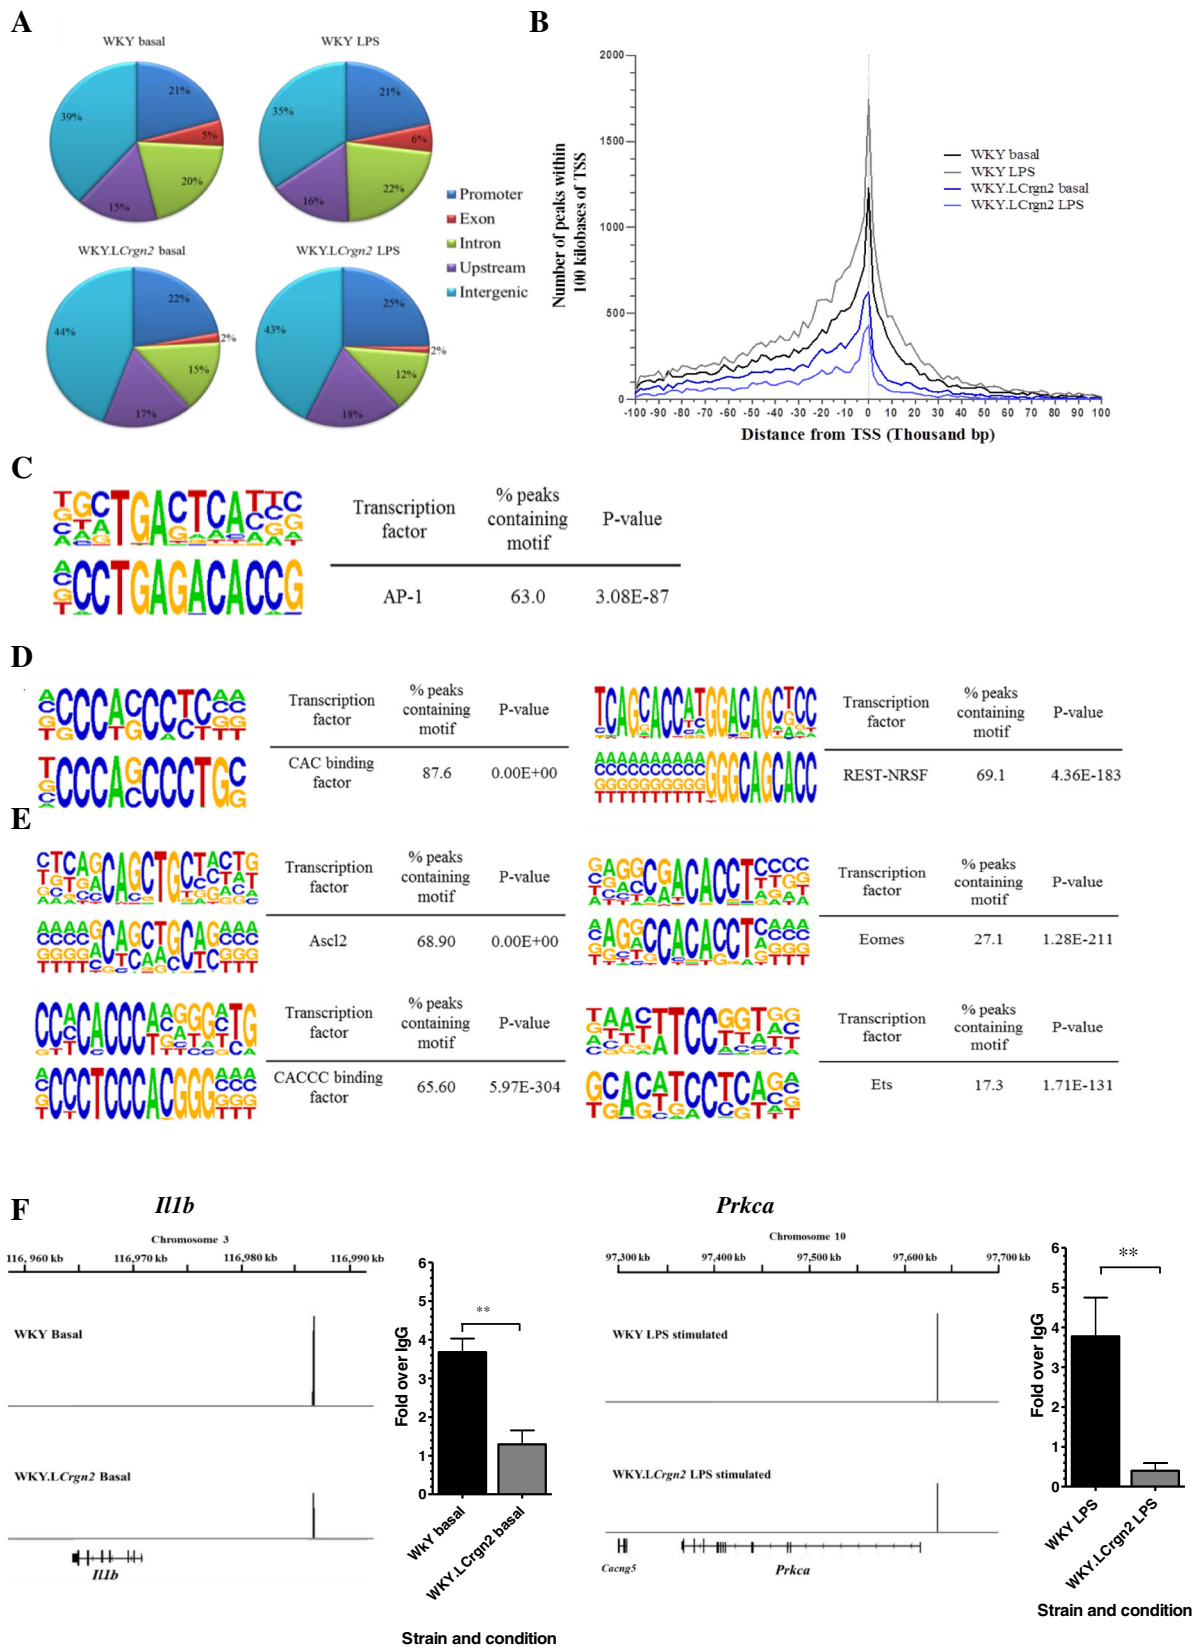 A
WKY basal
WKY LPS
21%
5%
20%
15%
39%
21%
6%
22%
16%
35%
WKY.LCrgn2 basal
WKY.LCrgn2 LPS
22%
2%
15%
17%
44%
25%
2%
12%
18%
43%
Promoter
Exon
Intron
Upstream
Intergenic
B
Number of peaks within
100 kilobases of TSS
2000
1500
1000
500
0
-100 -90 -80 -70 -60 -50 -40 -30 -20 -10 0 10 20 30 40 50 60 70 80 90 100
Distance from TSS (Thousand bp)
WKY basal
WKY LPS
WKY.LCrgn2 basal
WKY.LCrgn2 LPS
C
Transcription factor
% peaks containing motif
P-value
AP-1 63.0 3.08E-87
D
Transcription factor
% peaks containing motif
P-value
CAC binding factor
87.6 0.00E+00
Transcription factor
% peaks containing motif
P-value
REST-NRSF 69.1 4.36E-183
E
Transcription factor
% peaks containing motif
P-value
Ascl2 68.90 0.00E+00
Transcription factor
% peaks containing motif
P-value
Eomes 27.1 1.28E-211
Transcription factor
% peaks containing motif
P-value
CACCC binding factor
65.60 5.97E-304
Transcription factor
% peaks containing motif
P-value
Ets 17.3 1.71E-131
F
Il1b
Chromosome 3
116,960 kb 116,970 kb 116,980 kb 116,990 kb
WKY Basal
WKY.LCrgn2 Basal
Il1b
Fold over IgG
6
5
4
3
2
1
0
**
WKY basal
WKY.LCrgn2 basal
Strain and condition
Prkca
Chromosome 10
97,300 kb 97,400 kb 97,500 kb 97,600 kb 97,700 kb
WKY LPS stimulated
WKY.LCrgn2 LPS stimulated
Cacng5
Prkca
Fold over IgG
6
5
4
3
2
1
0
**
WKY LPS
WKY.LCrgn2 LPS
Strain and condition